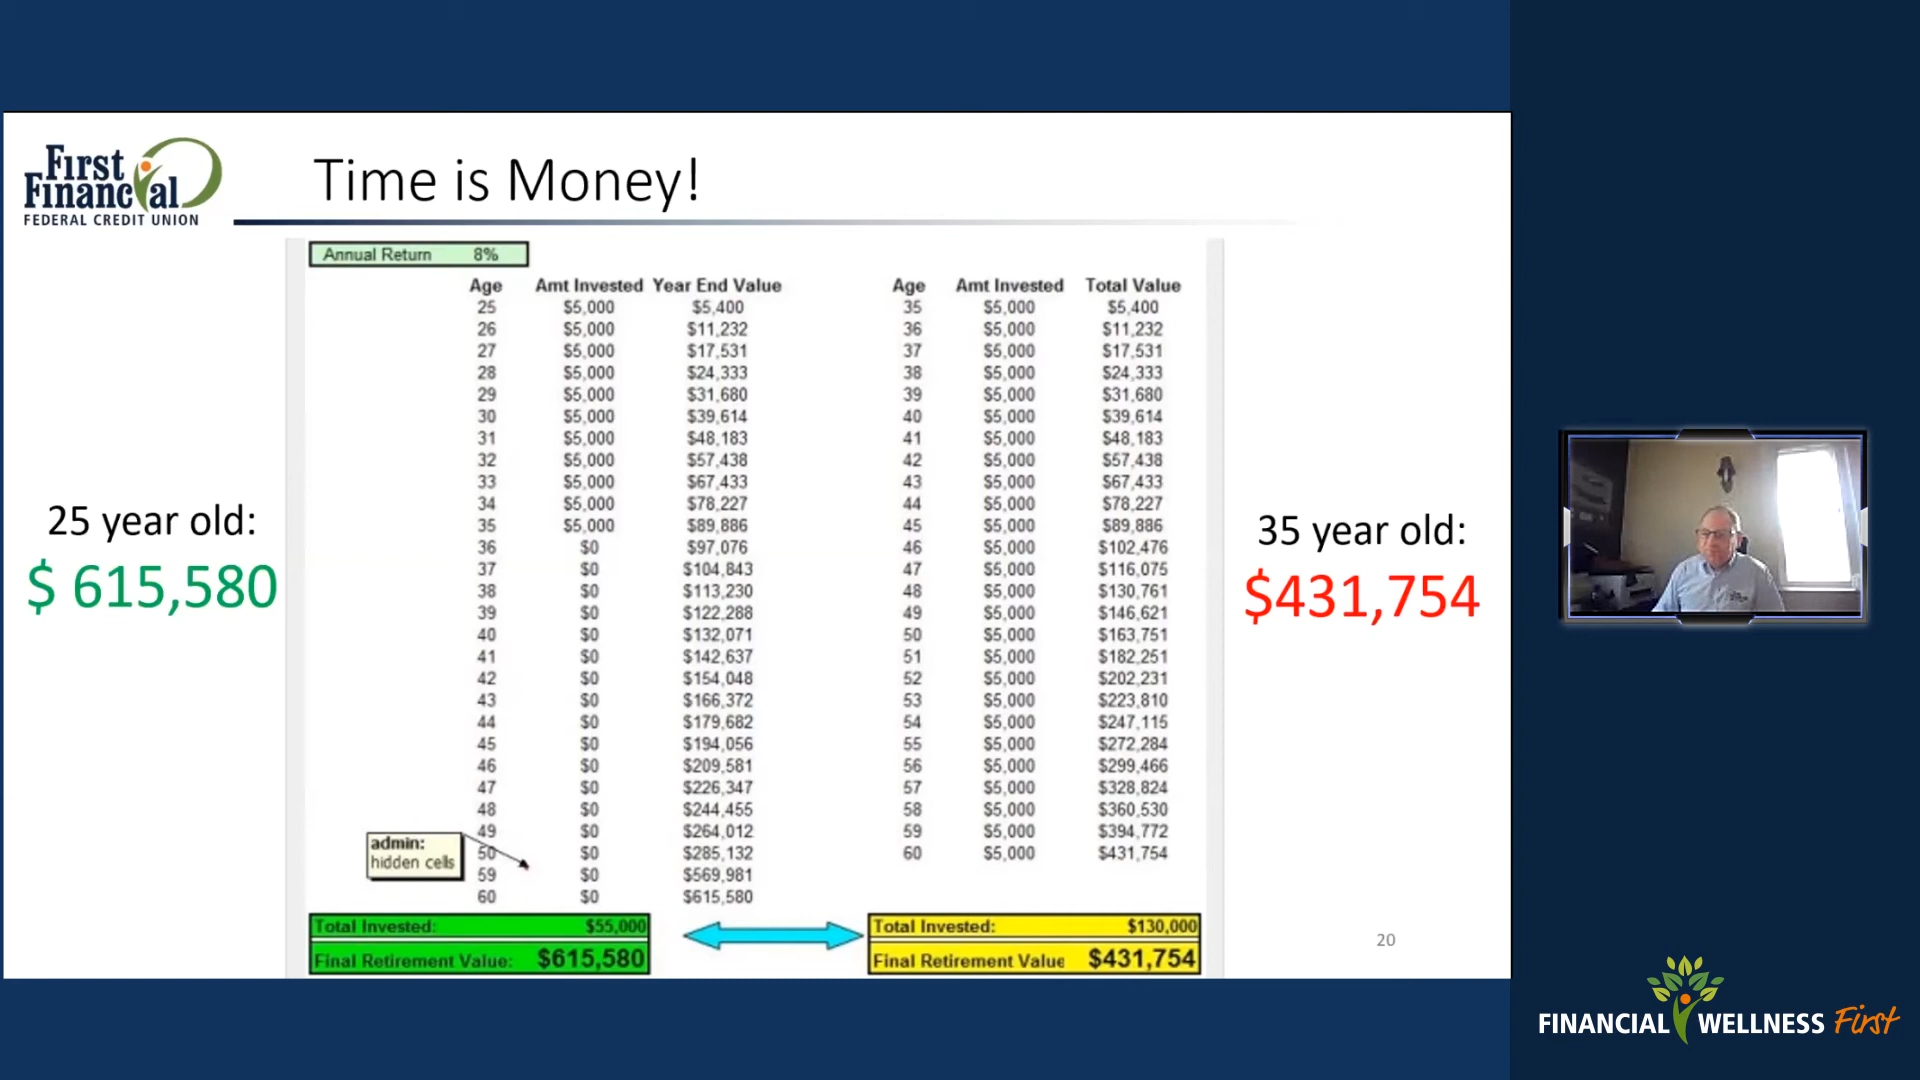 First
Financial
FEDERAL CREDIT UNION
Time is Money!
Annual Return 8%
Age Amt Invested Year End Value Age Amt Invested Total Value
25 $5,000 $5,400 35 $5,000 $5,400
26 $5,000 $11,232 36 $5,000 $11,232
27 $5,000 $17,531 37 $5,000 $17,531
28 $5,000 $24,333 38 $5,000 $24,333
29 $5,000 $31,680 39 $5,000 $31,680
30 $5,000 $39,614 40 $5,000 $39,614
31 $5,000 $48,183 41 $5,000 $48,183
32 $5,000 $57,438 42 $5,000 $57,438
33 $5,000 $67,433 43 $5,000 $67,433
34 $5,000 $78,227 44 $5,000 $78,227
35 $5,000 $89,886 45 $5,000 $89,886
36 $0 $97,076 46 $5,000 $102,476
37 $0 $104,843 47 $5,000 $116,075
38 $0 $113,230 48 $5,000 $130,761
39 $0 $122,288 49 $5,000 $146,621
40 $0 $132,071 50 $5,000 $163,751
41 $0 $142,637 51 $5,000 $182,251
42 $0 $154,048 52 $5,000 $202,231
43 $0 $166,372 53 $5,000 $223,810
44 $0 $179,682 54 $5,000 $247,115
45 $0 $194,056 55 $5,000 $272,284
46 $0 $209,581 56 $5,000 $299,466
47 $0 $226,347 57 $5,000 $328,824
48 $0 $244,455 58 $5,000 $360,530
49 $0 $264,012 59 $5,000 $394,772
50 $0 $285,132 60 $5,000 $431,754
59 $0 $569,981
60 $0 $615,580
admin:
hidden cells
Total Invested: $55,000
Final Retirement Value: $615,580
Total Invested: $130,000
Final Retirement Value $431,754
25 year old:
$ 615,580
35 year old:
$431,754
20
FINANCIAL WELLNESS First